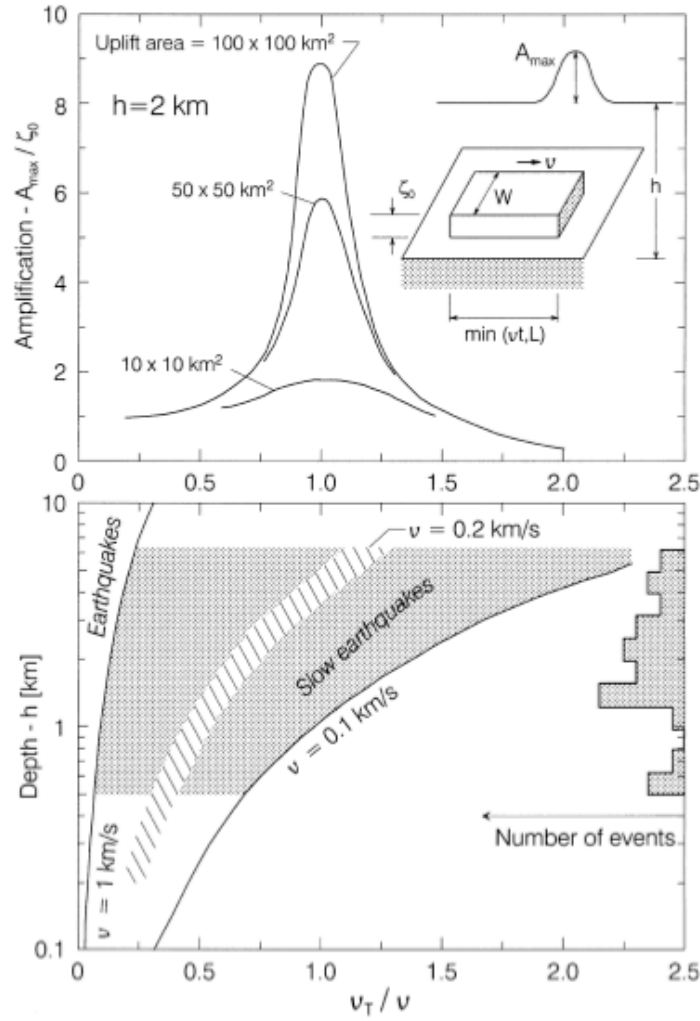 10
Uplift area = 100 x 100 km²
A_max
8
h=2 km
ν
ζ₀
W
h
50 x 50 km²
6
4
min (νt,L)
10 x 10 km²
2
0
Amplification - A_max / ζ₀
0 0.5 1.0 1.5 2.0 2.5
10
Earthquakes
ν = 0.2 km/s
Slow earthquakes
1
ν = 0.1 km/s
ν = 1 km/s
Number of events
0.1
Depth - h [km]
0 0.5 1.0 1.5 2.0 2.5
ν_T / ν